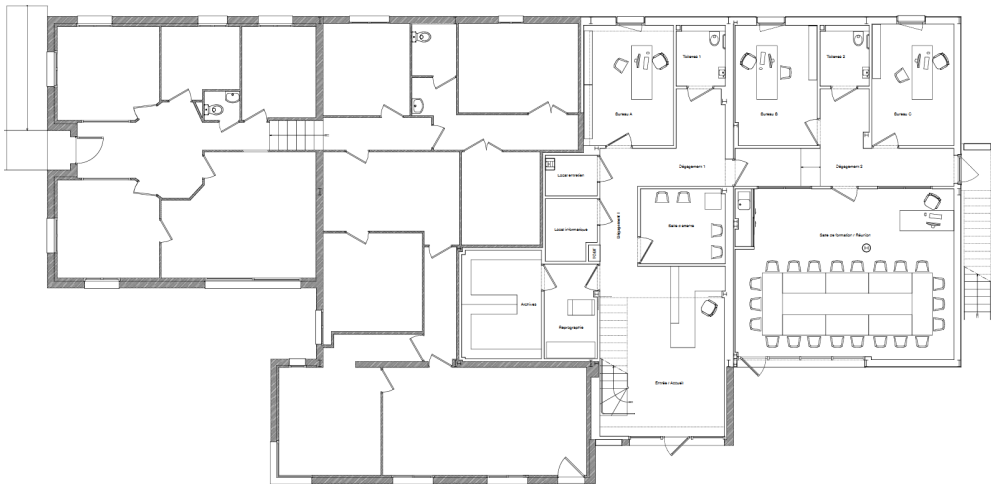 Toilettes 1
Toilettes 2
Bureau A
Bureau B
Bureau C
Dégagement 1
Dégagement 2
Local entretien
Dégagement 3
Salle d'attente
Local informatique
Salle de formation / Réunion
Archives
Reprographie
Entrée / Accueil